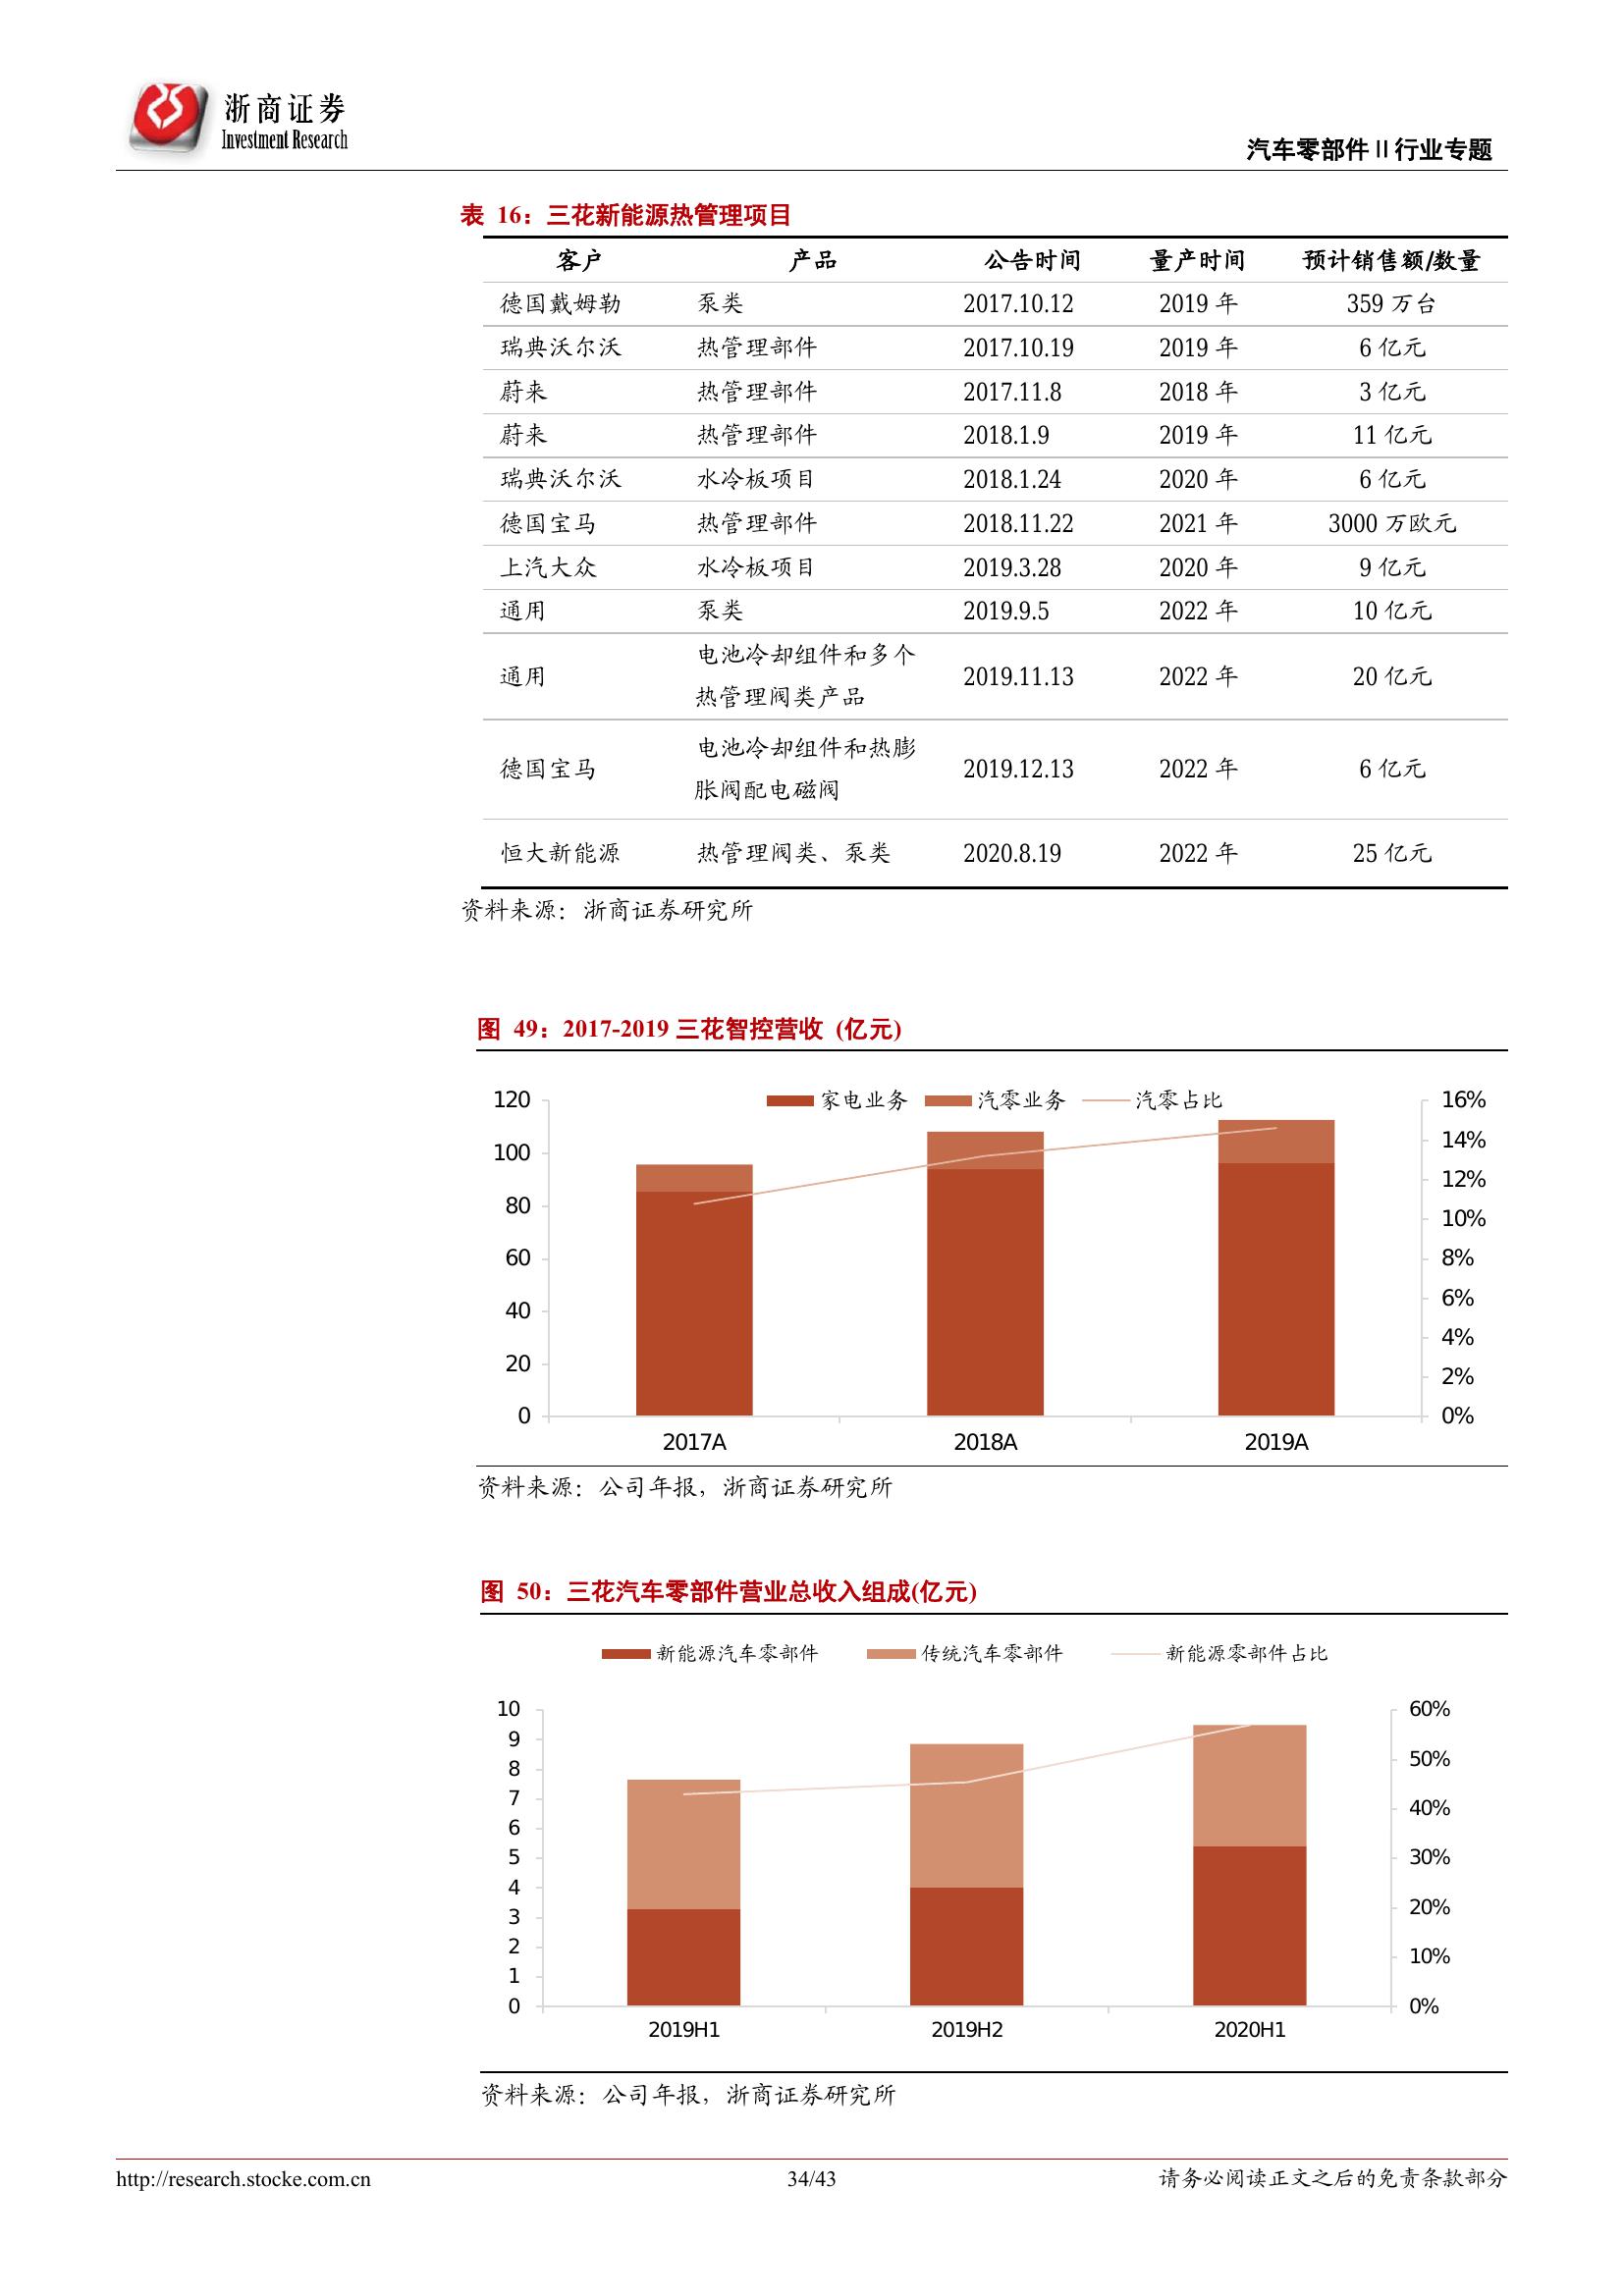 浙商证券
Investment Research
汽车零部件Ⅱ行业专题
表 16：三花新能源热管理项目
客户 产品 公告时间 量产时间 预计销售额/数量
德国戴姆勒 泵类 2017.10.12 2019 年 359 万台
瑞典沃尔沃 热管理部件 2017.10.19 2019 年 6 亿元
蔚来 热管理部件 2017.11.8 2018 年 3 亿元
蔚来 热管理部件 2018.1.9 2019 年 11 亿元
瑞典沃尔沃 水冷板项目 2018.1.24 2020 年 6 亿元
德国宝马 热管理部件 2018.11.22 2021 年 3000 万欧元
上汽大众 水冷板项目 2019.3.28 2020 年 9 亿元
通用 泵类 2019.9.5 2022 年 10 亿元
电池冷却组件和多个
通用 2019.11.13 2022 年 20 亿元
热管理阀类产品
电池冷却组件和热膨
德国宝马 2019.12.13 2022 年 6 亿元
胀阀配电磁阀
恒大新能源 热管理阀类、泵类 2020.8.19 2022 年 25 亿元
资料来源：浙商证券研究所
图 49：2017-2019 三花智控营收 (亿元)
家电业务 汽零业务 汽零占比
120 16%
14%
100
12%
80
10%
60 8%
6%
40
4%
20
2%
0 0%
2017A 2018A 2019A
资料来源：公司年报，浙商证券研究所
图 50：三花汽车零部件营业总收入组成(亿元)
新能源汽车零部件 传统汽车零部件 新能源零部件占比
10 60%
9
8 50%
7
40%
6
5 30%
4
20%
3
2
10%
1
0 0%
2019H1 2019H2 2020H1
资料来源：公司年报，浙商证券研究所
http://research.stocke.com.cn 34/43 请务必阅读正文之后的免责条款部分